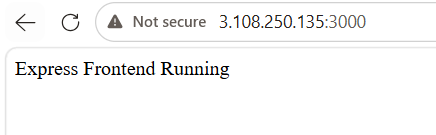 Not secure 3.108.250.135:3000
Express Frontend Running